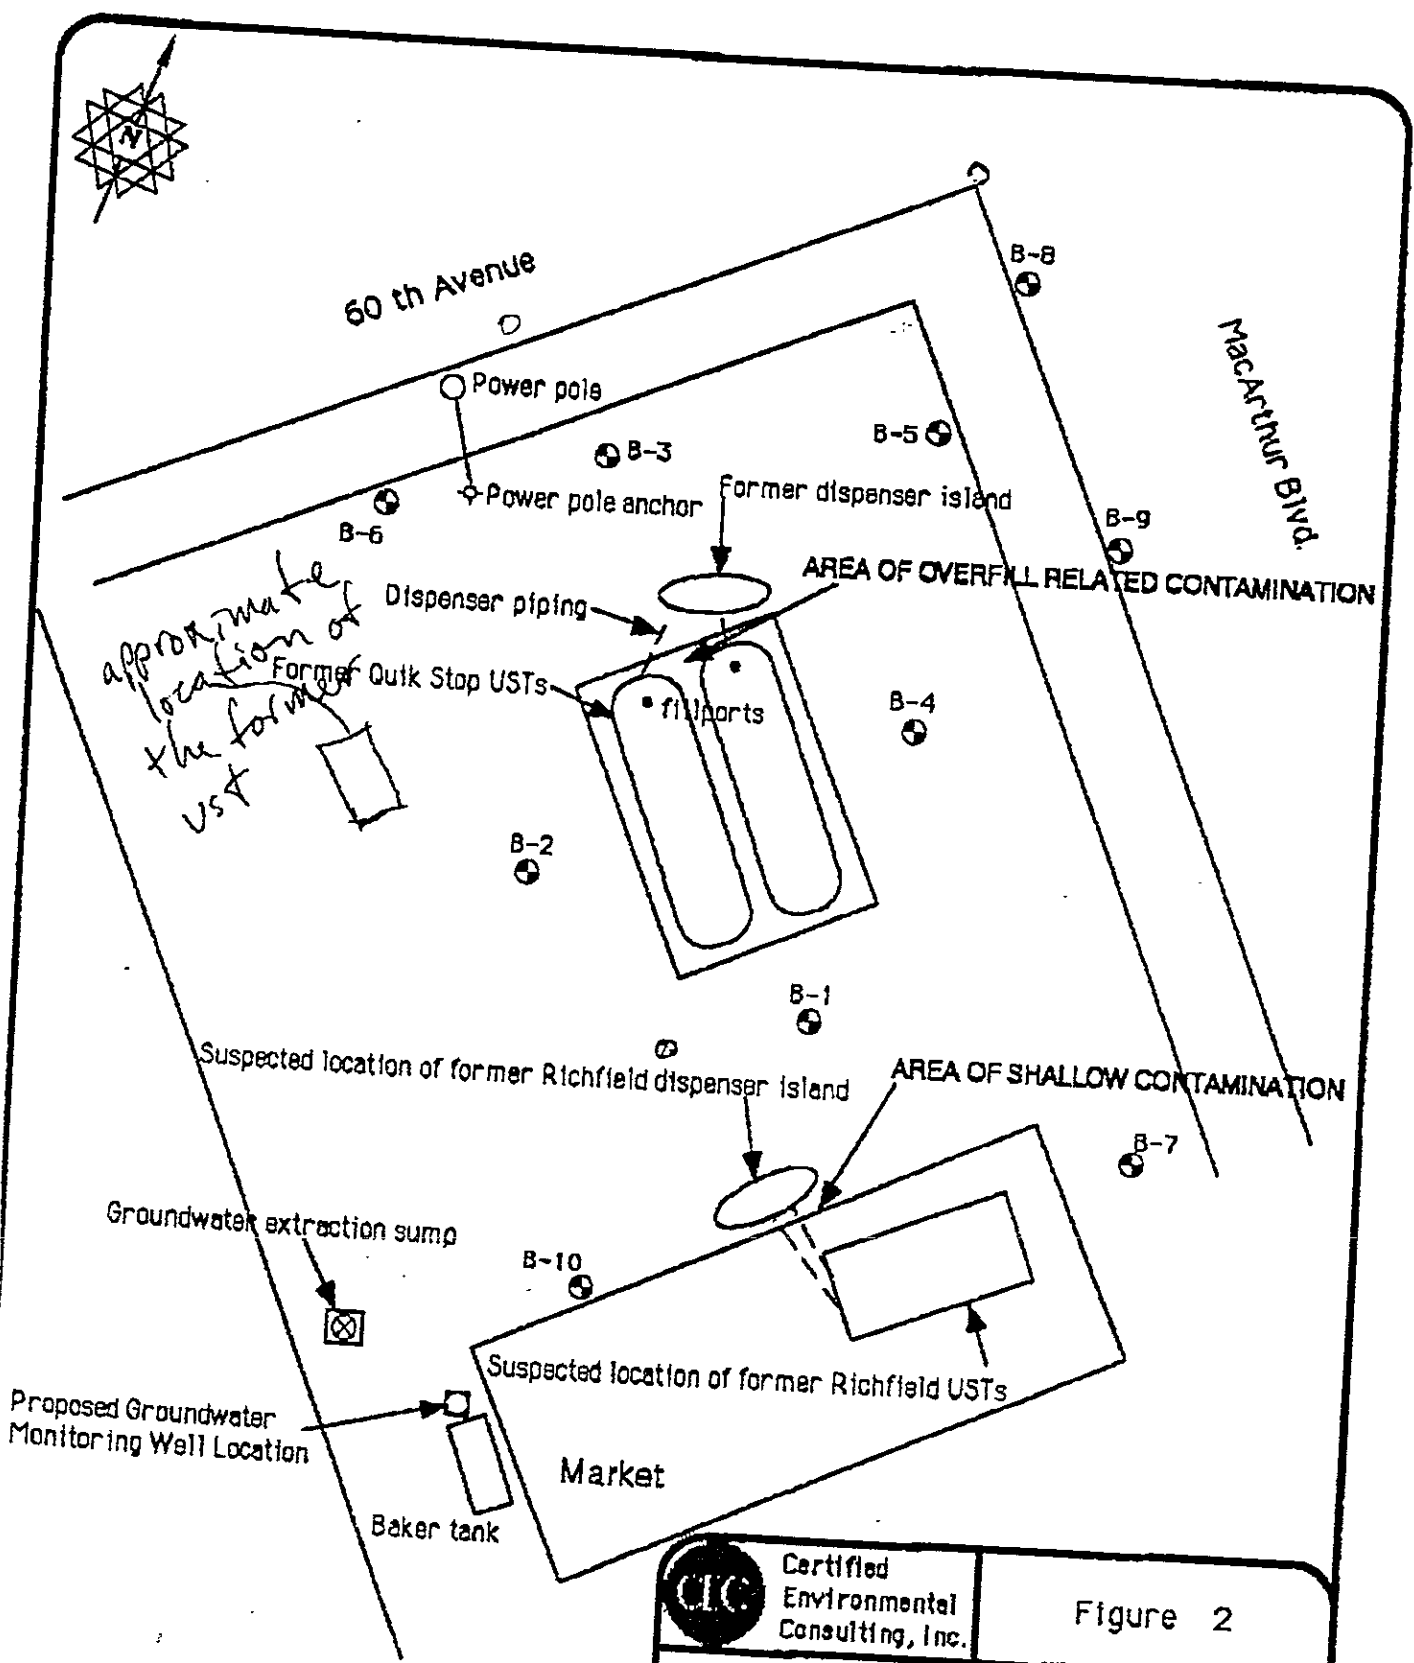 N
60 th Avenue
B-8
MacArthur Blvd.
Power pole
B-3
B-5
Power pole anchor
Former dispenser island
B-6
B-9
AREA OF OVERFILL RELATED CONTAMINATION
approximate
location of
the former
UST
Dispenser piping
Former Quik Stop USTs
fillports
B-4
B-2
B-1
Suspected location of former Richfield dispenser island
AREA OF SHALLOW CONTAMINATION
B-7
Groundwater extraction sump
B-10
Suspected location of former Richfield USTs
Proposed Groundwater
Monitoring Well Location
Market
Baker tank
CEC
Certified
Environmental
Consulting, Inc.
Figure 2